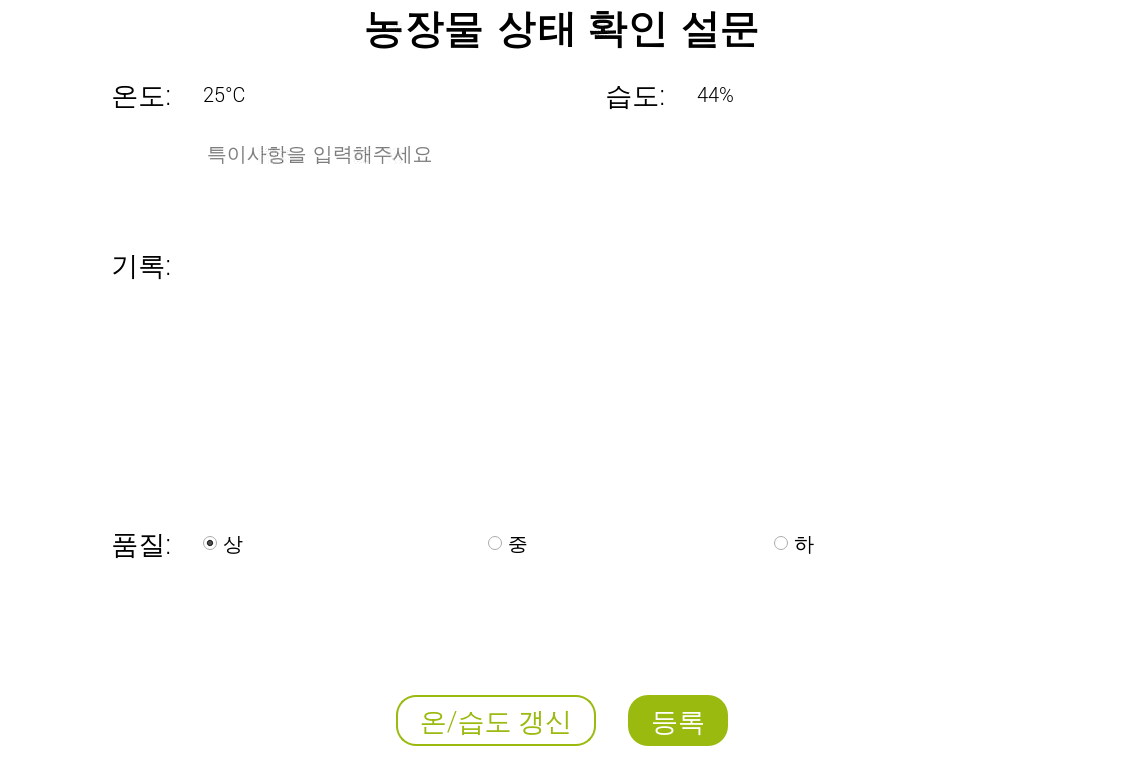 농장물 상태 확인 설문
온도: 25°C 습도: 44%
특이사항을 입력해주세요
기록:
품질: 상 중 하
온/습도 갱신 등록